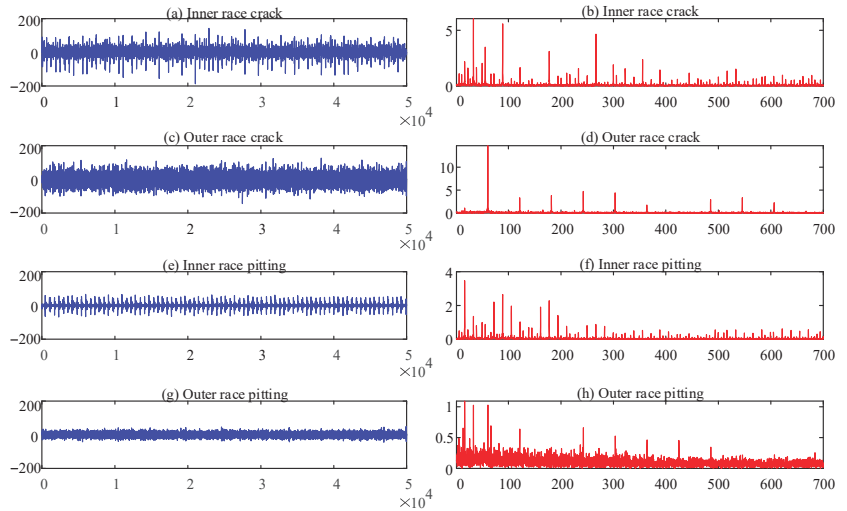 (a) Inner race crack
200
0
−200
0 1 2 3 4 5
×10^4
(b) Inner race crack
5
0
0 100 200 300 400 500 600 700
(c) Outer race crack
200
0
−200
0 1 2 3 4 5
×10^4
(d) Outer race crack
10
5
0
0 100 200 300 400 500 600 700
(e) Inner race pitting
200
0
−200
0 1 2 3 4 5
×10^4
(f) Inner race pitting
4
2
0
0 100 200 300 400 500 600 700
(g) Outer race pitting
200
0
−200
0 1 2 3 4 5
×10^4
(h) Outer race pitting
1
0.5
0
0 100 200 300 400 500 600 700